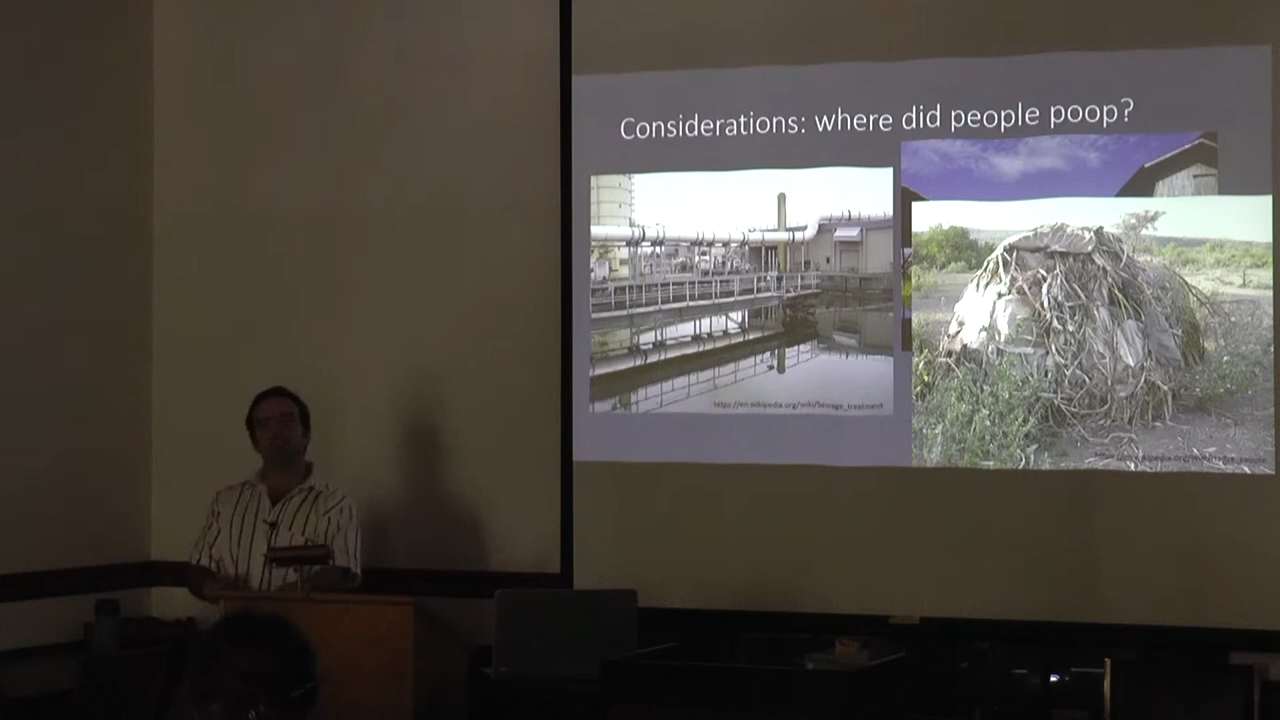 Considerations: where did people poop?
https://en.wikipedia.org/wiki/Sewage_treatment